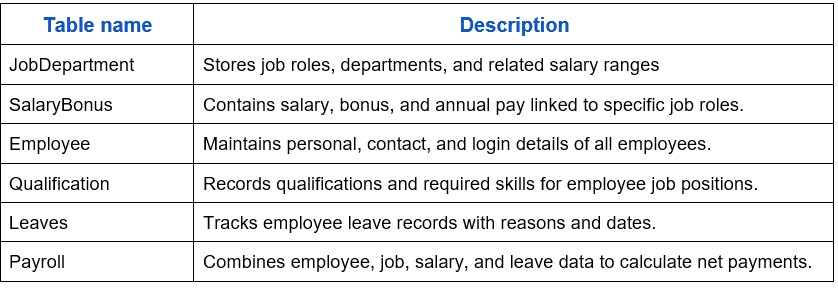 Table name Description
JobDepartment Stores job roles, departments, and related salary ranges
SalaryBonus Contains salary, bonus, and annual pay linked to specific job roles.
Employee Maintains personal, contact, and login details of all employees.
Qualification Records qualifications and required skills for employee job positions.
Leaves Tracks employee leave records with reasons and dates.
Payroll Combines employee, job, salary, and leave data to calculate net payments.